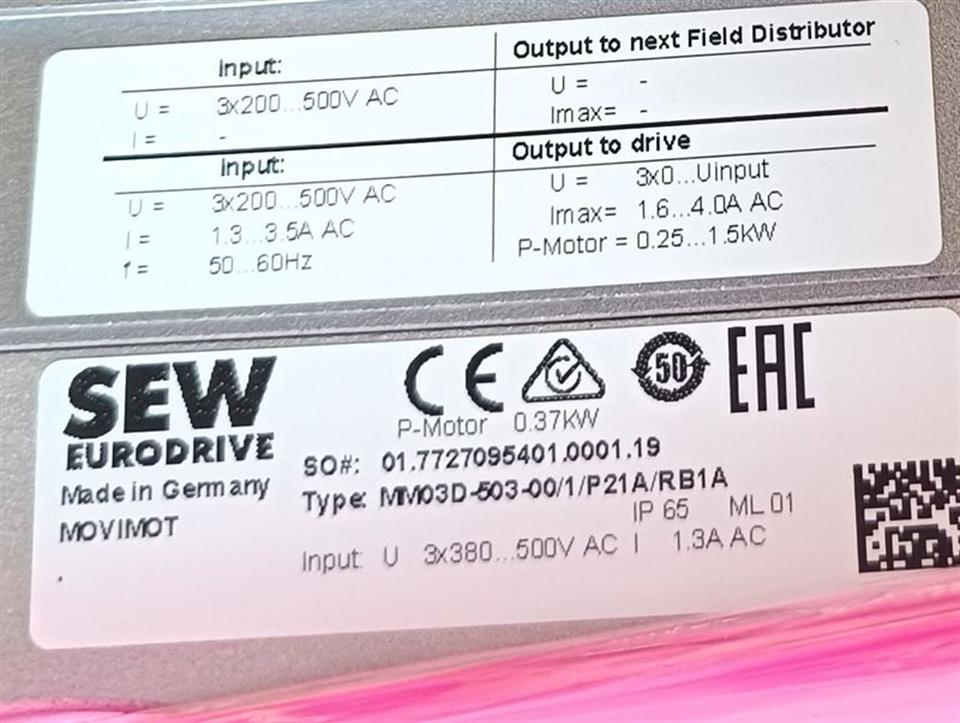 Input:
U = 3x200...500V AC
I = -
Output to next Field Distributor
U = -
Imax= -
Input:
U = 3x200...500V AC
I = 1.3...3.5A AC
f = 50...60Hz
Output to drive
U = 3x0...Uinput
Imax= 1.6...4.0A AC
P-Motor = 0.25...1.5KW
SEW
EURODRIVE
Made in Germany
MOVIMOT
CE
50
EAC
P-Motor 0.37KW
SO#: 01.7727095401.0001.19
Type: MM03D-503-00/1/P21A/RB1A
IP 65 ML 01
Input: U 3x380...500V AC I 1.3A AC